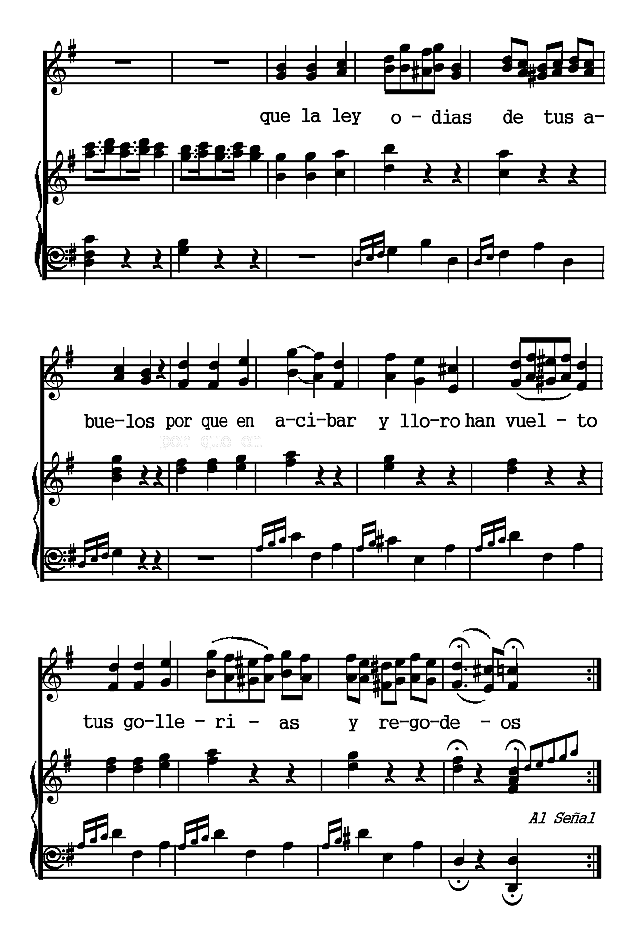 que la ley o - dias de tus a-
bue-los por que en a-ci-bar y llo-ro han vuel - to
por que en
tus go-lle - ri - as y re-go-de - os
Al Señal